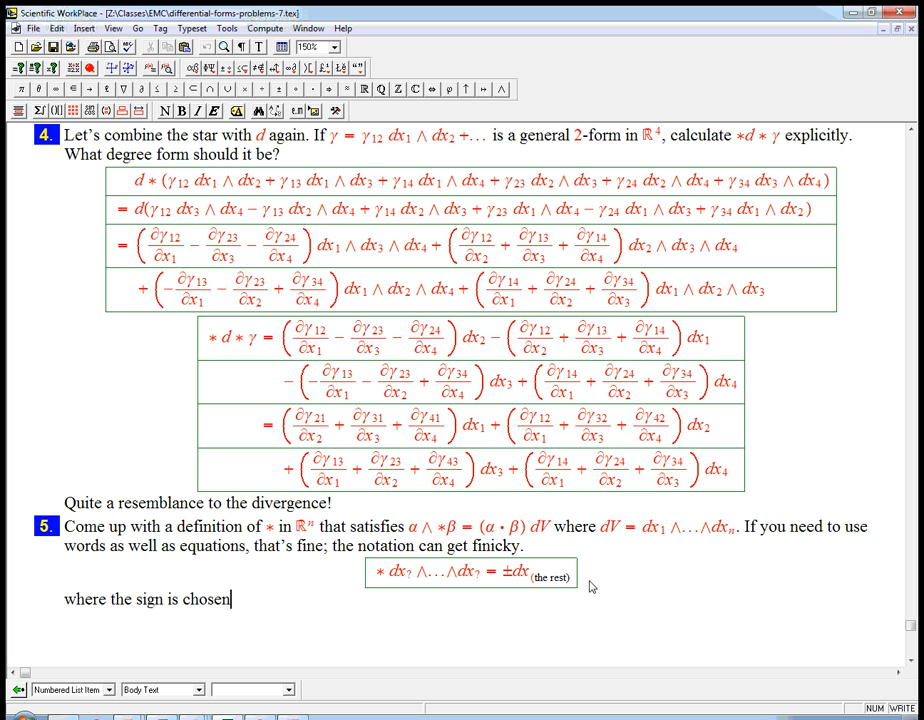 Scientific WorkPlace - [Z:\Classes\EMC\differential-forms-problems-7.tex]
File Edit Insert View Go Tag Typeset Tools Compute Window Help
150%
4. Let's combine the star with d again. If γ = γ₁₂ dx₁ ∧ dx₂ +… is a general 2-form in ℝ⁴, calculate *d * γ explicitly.
What degree form should it be?
d * (γ₁₂ dx₁ ∧ dx₂ + γ₁₃ dx₁ ∧ dx₃ + γ₁₄ dx₁ ∧ dx₄ + γ₂₃ dx₂ ∧ dx₃ + γ₂₄ dx₂ ∧ dx₄ + γ₃₄ dx₃ ∧ dx₄)
= d(γ₁₂ dx₃ ∧ dx₄ − γ₁₃ dx₂ ∧ dx₄ + γ₁₄ dx₂ ∧ dx₃ + γ₂₃ dx₁ ∧ dx₄ − γ₂₄ dx₁ ∧ dx₃ + γ₃₄ dx₁ ∧ dx₂)
= (∂γ₁₂/∂x₁ − ∂γ₂₃/∂x₃ − ∂γ₂₄/∂x₄) dx₁ ∧ dx₃ ∧ dx₄ + (∂γ₁₂/∂x₂ + ∂γ₁₃/∂x₃ + ∂γ₁₄/∂x₄) dx₂ ∧ dx₃ ∧ dx₄
+ (−∂γ₁₃/∂x₁ − ∂γ₂₃/∂x₂ + ∂γ₃₄/∂x₄) dx₁ ∧ dx₂ ∧ dx₄ + (∂γ₁₄/∂x₁ + ∂γ₂₄/∂x₂ + ∂γ₃₄/∂x₃) dx₁ ∧ dx₂ ∧ dx₃
* d * γ = (∂γ₁₂/∂x₁ − ∂γ₂₃/∂x₃ − ∂γ₂₄/∂x₄) dx₂ − (∂γ₁₂/∂x₂ + ∂γ₁₃/∂x₃ + ∂γ₁₄/∂x₄) dx₁
− (−∂γ₁₃/∂x₁ − ∂γ₂₃/∂x₂ + ∂γ₃₄/∂x₄) dx₃ + (∂γ₁₄/∂x₁ + ∂γ₂₄/∂x₂ + ∂γ₃₄/∂x₃) dx₄
= (∂γ₂₁/∂x₂ + ∂γ₃₁/∂x₃ + ∂γ₄₁/∂x₄) dx₁ + (∂γ₁₂/∂x₁ + ∂γ₃₂/∂x₃ + ∂γ₄₂/∂x₄) dx₂
+ (∂γ₁₃/∂x₁ + ∂γ₂₃/∂x₂ + ∂γ₄₃/∂x₄) dx₃ + (∂γ₁₄/∂x₁ + ∂γ₂₄/∂x₂ + ∂γ₃₄/∂x₃) dx₄
Quite a resemblance to the divergence!
5. Come up with a definition of * in ℝⁿ that satisfies α ∧ *β = (α • β) dV where dV = dx₁ ∧…∧dxₙ. If you need to use
words as well as equations, that's fine; the notation can get finicky.
* dx? ∧…∧dx? = ±dx(the rest)
where the sign is chosen
Numbered List Item Body Text
NUM WRITE